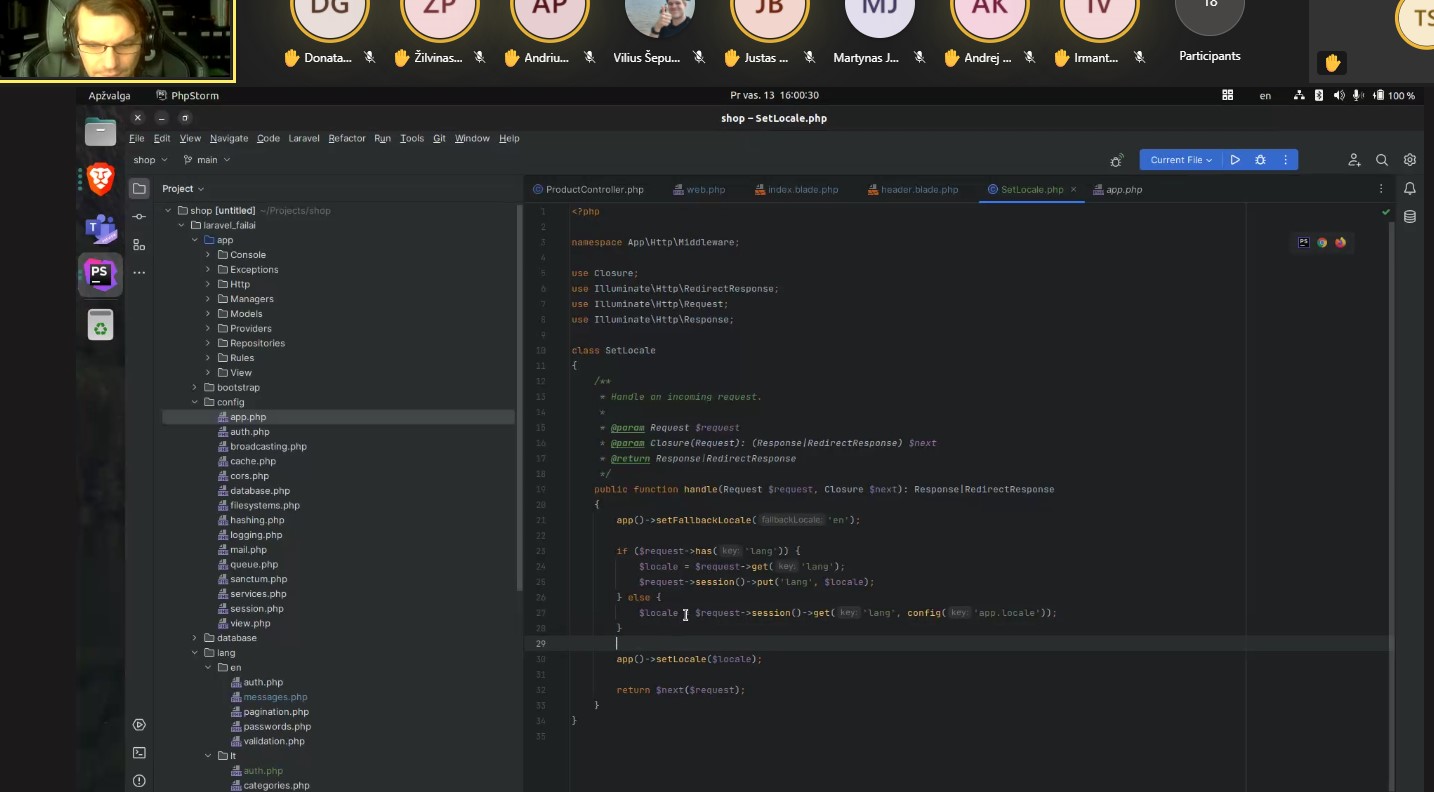 DG ŽP AP JB MJ AK IV 18 TS
Donata... Žilvinas... Andriu... Vilius Šepu... Justas ... Martynas J... Andrej ... Irmant... Participants
Apžvalga PhpStorm Pr vas. 13 16:00:30 en 100 %
shop – SetLocale.php
File Edit View Navigate Code Laravel Refactor Run Tools Git Window Help
shop main Current File
Project
ProductController.php web.php index.blade.php header.blade.php SetLocale.php × app.php
shop [untitled] ~/Projects/shop
laravel_failai
app
Console
Exceptions
Http
Managers
Models
Providers
Repositories
Rules
View
bootstrap
config
app.php
auth.php
broadcasting.php
cache.php
cors.php
database.php
filesystems.php
hashing.php
logging.php
mail.php
queue.php
sanctum.php
services.php
session.php
view.php
database
lang
en
auth.php
messages.php
pagination.php
passwords.php
validation.php
lt
auth.php
categories.php
1 <?php
2
3 namespace App\Http\Middleware;
4
5 use Closure;
6 use Illuminate\Http\RedirectResponse;
7 use Illuminate\Http\Request;
8 use Illuminate\Http\Response;
9
10 class SetLocale
11 {
12 /**
13 * Handle an incoming request.
14 *
15 * @param Request $request
16 * @param Closure(Request): (Response|RedirectResponse) $next
17 * @return Response|RedirectResponse
18 */
19 public function handle(Request $request, Closure $next): Response|RedirectResponse
20 {
21 app()->setFallbackLocale( fallbackLocale: 'en');
22
23 if ($request->has( key: 'lang')) {
24 $locale = $request->get( key: 'lang');
25 $request->session()->put('lang', $locale);
26 } else {
27 $locale = $request->session()->get( key: 'lang', config( key: 'app.locale'));
28 }
29
30 app()->setLocale($locale);
31
32 return $next($request);
33 }
34 }
35
PS